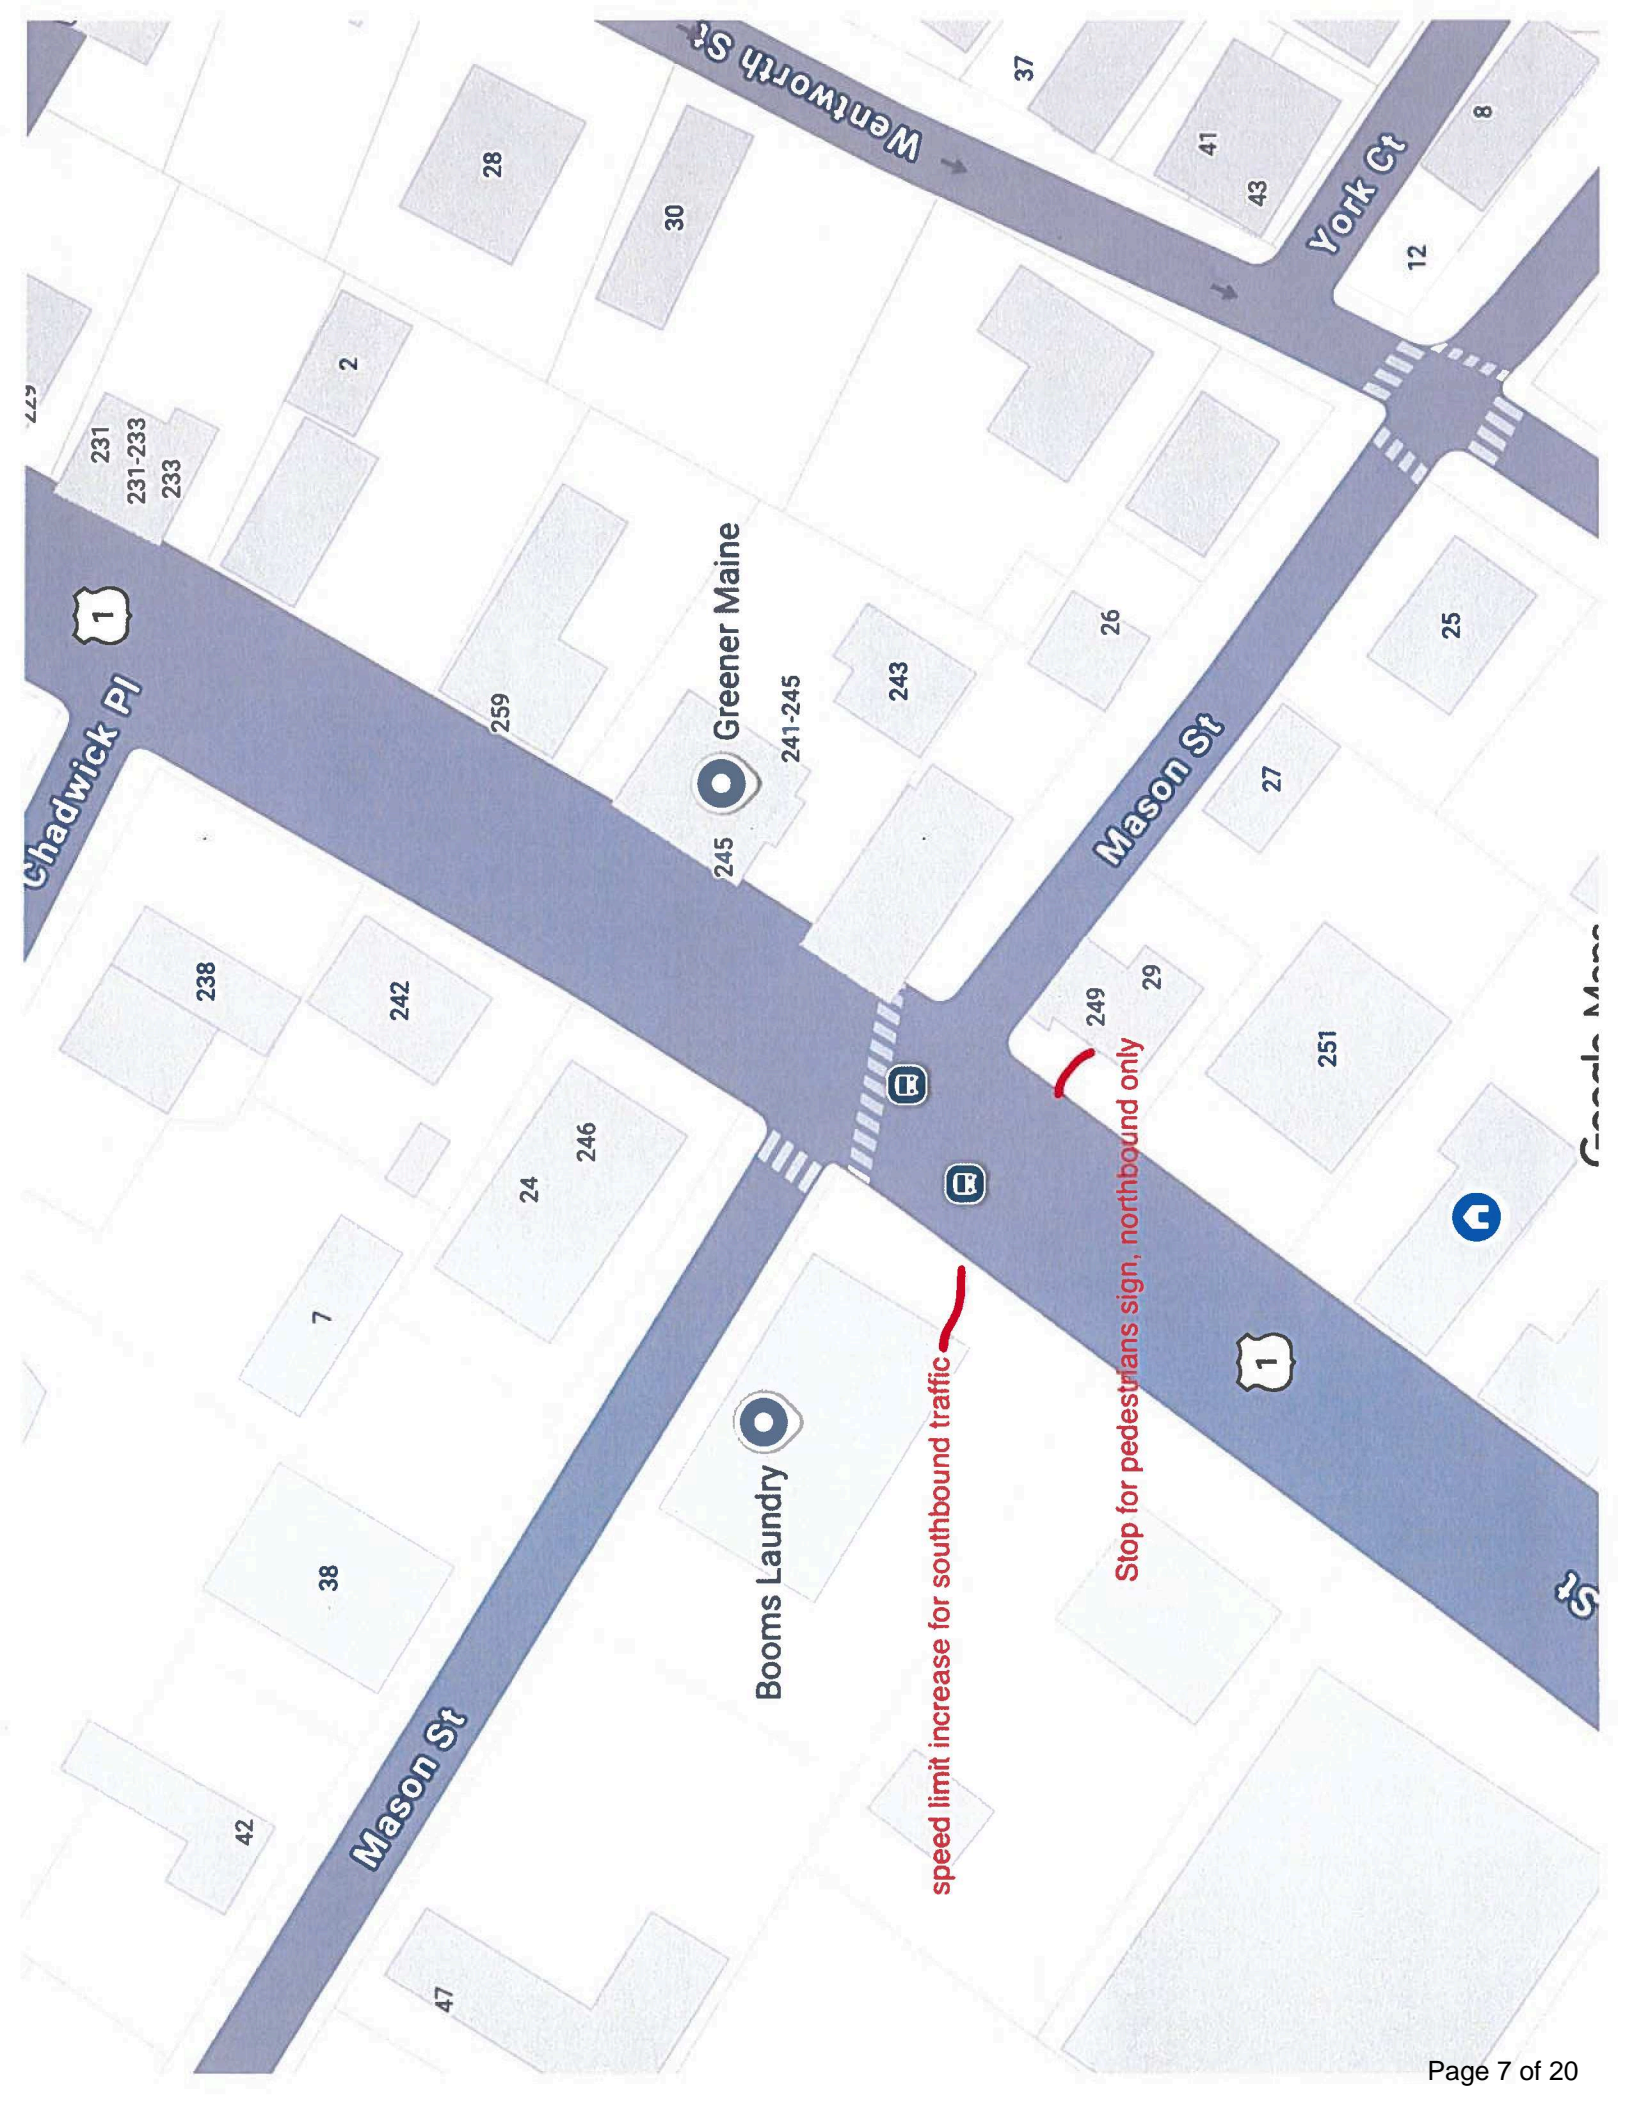 Chadwick Pl
1
231
231-233
233
238
42
7
38
2
242
Mason St
47
28
259
24
246
30
245
Greener Maine
Booms Laundry
241-245
Wentworth St
243
speed limit increase for southbound traffic
37
249
26
Stop for pedestrians sign, northbound only
29
Mason St
41
43
1
27
251
York Ct
12
25
8
St
Page 7 of 20